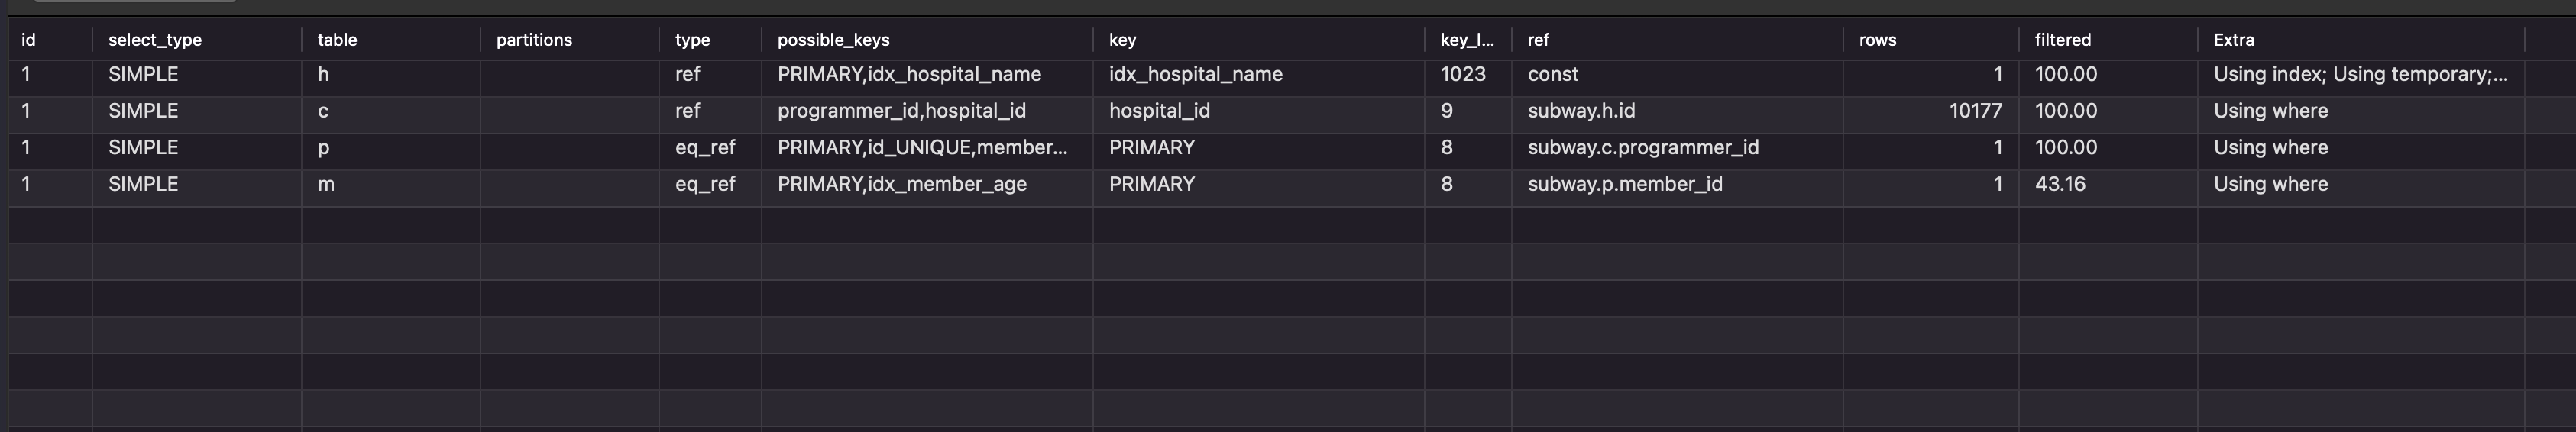 id select_type table partitions type possible_keys key key_l... ref rows filtered Extra
1 SIMPLE h ref PRIMARY,idx_hospital_name idx_hospital_name 1023 const 1 100.00 Using index; Using temporary;...
1 SIMPLE c ref programmer_id,hospital_id hospital_id 9 subway.h.id 10177 100.00 Using where
1 SIMPLE p eq_ref PRIMARY,id_UNIQUE,member... PRIMARY 8 subway.c.programmer_id 1 100.00 Using where
1 SIMPLE m eq_ref PRIMARY,idx_member_age PRIMARY 8 subway.p.member_id 1 43.16 Using where